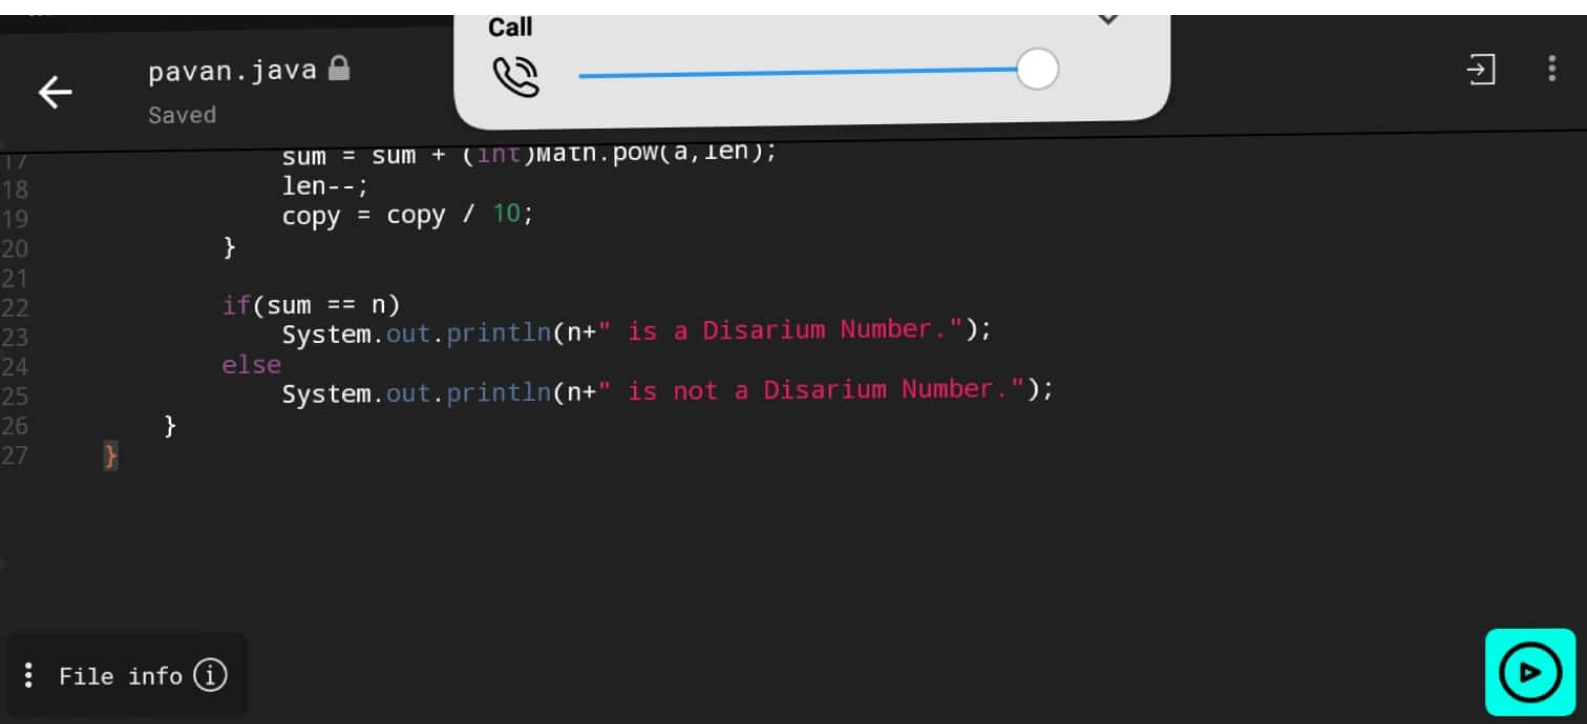 Call
pavan.java
Saved
17 sum = sum + (int)Math.pow(a,len);
18 len--;
19 copy = copy / 10;
20 }
21
22 if(sum == n)
23 System.out.println(n+" is a Disarium Number.");
24 else
25 System.out.println(n+" is not a Disarium Number.");
26 }
27 }
File info